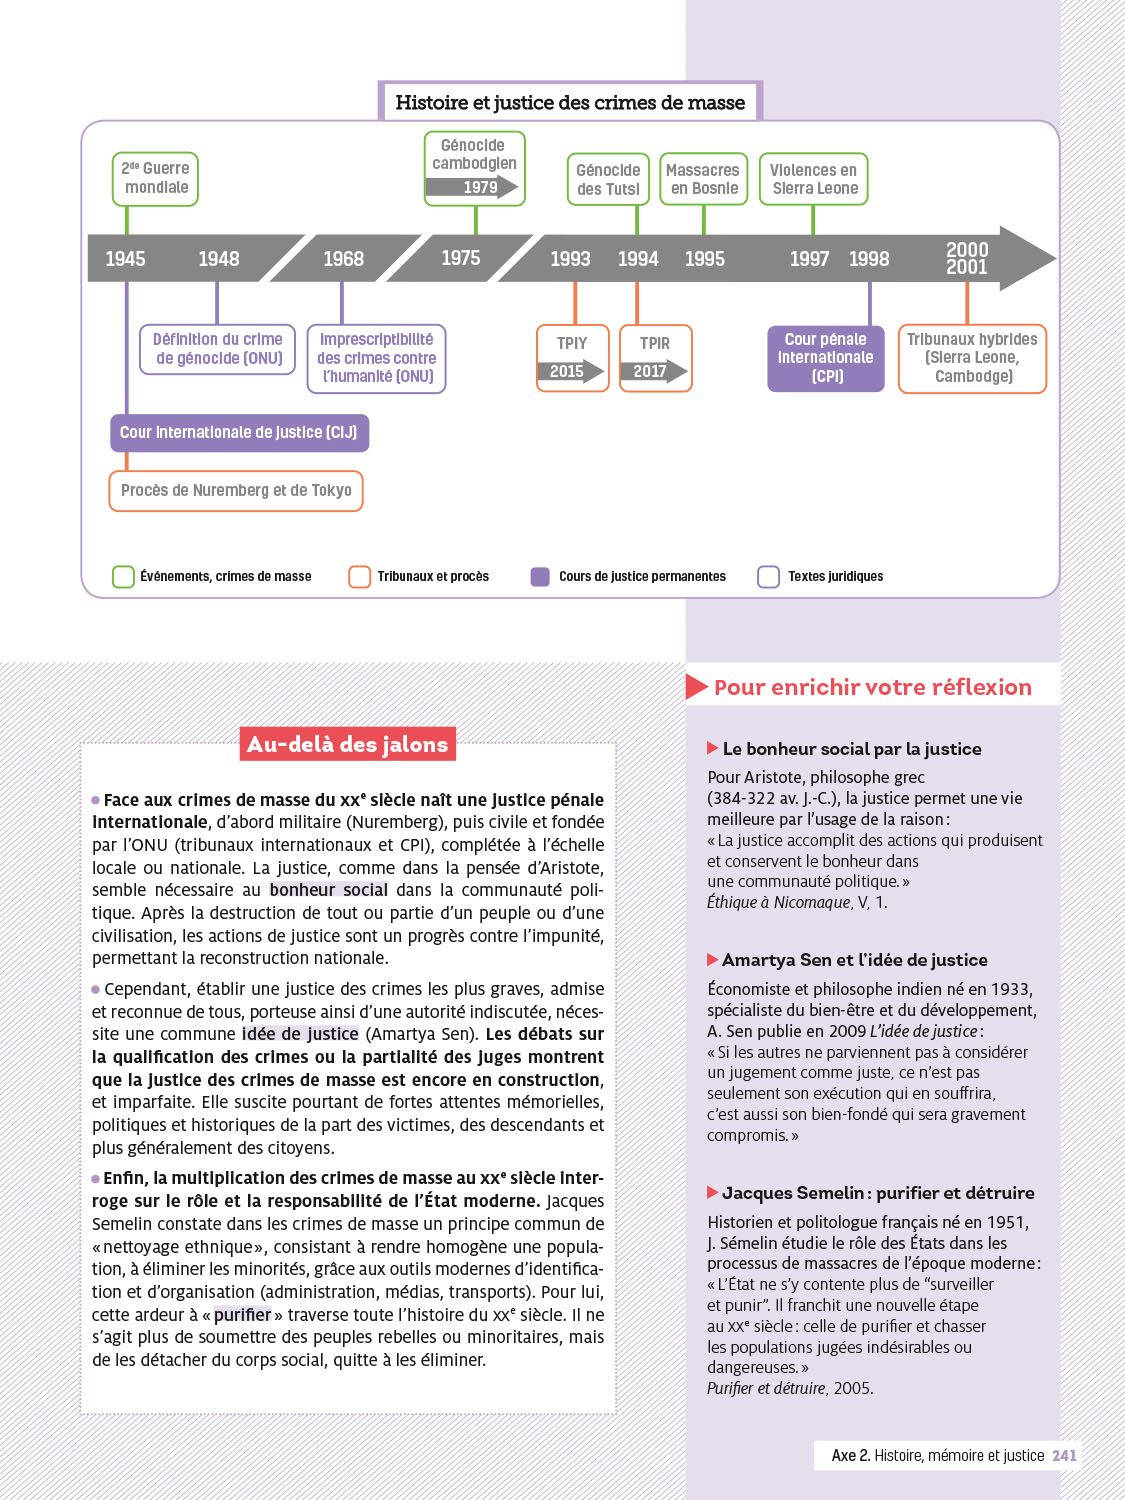 Histoire et justice des crimes de masse
2de Guerre
mondiale
Génocide
cambodgien
1979
Génocide
des Tutsi
Massacres
en Bosnie
Violences en
Sierra Leone
1945
1948
1968
1975
1993
1994
1995
1997
1998
2000
2001
Définition du crime
de génocide (ONU)
Imprescriptibilité
des crimes contre
l'humanité (ONU)
TPIY
2015
TPIR
2017
Cour pénale
internationale
(CPI)
Tribunaux hybrides
(Sierra Leone,
Cambodge)
Cour internationale de justice (CIJ)
Procès de Nuremberg et de Tokyo
Événements, crimes de masse
Tribunaux et procès
Cours de justice permanentes
Textes juridiques
Au-delà des jalons
● Face aux crimes de masse du XXe siècle naît une justice pénale
internationale, d'abord militaire (Nuremberg), puis civile et fondée
par l'ONU (tribunaux internationaux et CPI), complétée à l'échelle
locale ou nationale. La justice, comme dans la pensée d'Aristote,
semble nécessaire au bonheur social dans la communauté poli-
tique. Après la destruction de tout ou partie d'un peuple ou d'une
civilisation, les actions de justice sont un progrès contre l'impunité,
permettant la reconstruction nationale.
● Cependant, établir une justice des crimes les plus graves, admise
et reconnue de tous, porteuse ainsi d'une autorité indiscutée, néces-
site une commune idée de justice (Amartya Sen). Les débats sur
la qualification des crimes ou la partialité des juges montrent
que la justice des crimes de masse est encore en construction,
et imparfaite. Elle suscite pourtant de fortes attentes mémorielles,
politiques et historiques de la part des victimes, des descendants et
plus généralement des citoyens.
● Enfin, la multiplication des crimes de masse au XXe siècle inter-
roge sur le rôle et la responsabilité de l'État moderne. Jacques
Semelin constate dans les crimes de masse un principe commun de
« nettoyage ethnique », consistant à rendre homogène une popula-
tion, à éliminer les minorités, grâce aux outils modernes d'identifica-
tion et d'organisation (administration, médias, transports). Pour lui,
cette ardeur à « purifier » traverse toute l'histoire du XXe siècle. Il ne
s'agit plus de soumettre des peuples rebelles ou minoritaires, mais
de les détacher du corps social, quitte à les éliminer.
Pour enrichir votre réflexion
Le bonheur social par la justice
Pour Aristote, philosophe grec
(384-322 av. J.-C.), la justice permet une vie
meilleure par l'usage de la raison :
« La justice accomplit des actions qui produisent
et conservent le bonheur dans
une communauté politique. »
Éthique à Nicomaque, V, 1.
Amartya Sen et l'idée de justice
Économiste et philosophe indien né en 1933,
spécialiste du bien-être et du développement,
A. Sen publie en 2009 L'idée de justice :
« Si les autres ne parviennent pas à considérer
un jugement comme juste, ce n'est pas
seulement son exécution qui en souffrira,
c'est aussi son bien-fondé qui sera gravement
compromis. »
Jacques Semelin : purifier et détruire
Historien et politologue français né en 1951,
J. Sémelin étudie le rôle des États dans les
processus de massacres de l'époque moderne :
« L'État ne s'y contente plus de “surveiller
et punir”. Il franchit une nouvelle étape
au XXe siècle : celle de purifier et chasser
les populations jugées indésirables ou
dangereuses. »
Purifier et détruire, 2005.
Axe 2. Histoire, mémoire et justice 241